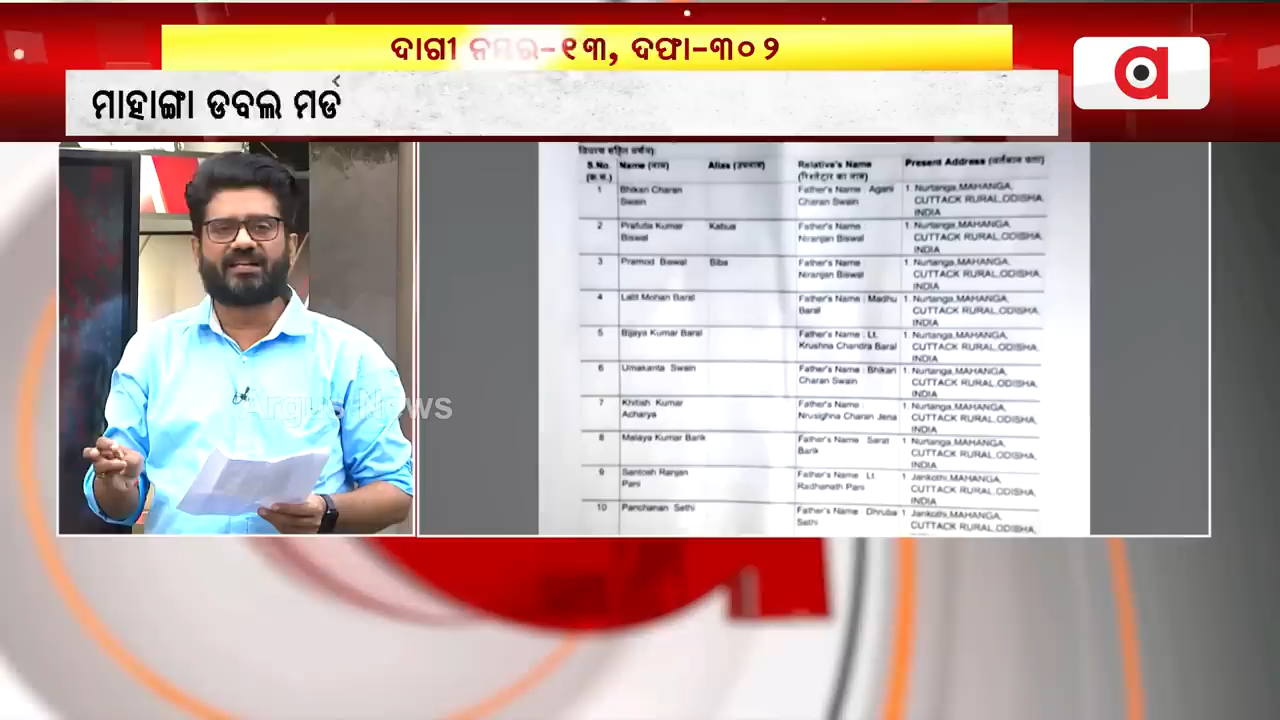 ଦାଗୀ ନମ୍ବର-୧୩, ଦଫା-୩୦୨
ମାହାଙ୍ଗା ଡବଲ ମର୍ଡ
a
S.No. Name (नाम) Alias (उपनाम) Relative's Name Present Address (वर्तमान पता)
(क्र.सं.) (रिश्तेदार का नाम)
1 Bhikari Charan Father's Name : Agani 1. Nurtanga,MAHANGA,
Swain Charan Swain CUTTACK RURAL,ODISHA,
INDIA
2 Prafulla Kumar Kabua Father's Name 1. Nurtanga,MAHANGA,
Biswal Niranjan Biswal CUTTACK RURAL,ODISHA,
INDIA
3 Pramod Biswal Biba Father's Name 1. Nurtanga,MAHANGA,
Niranjan Biswal CUTTACK RURAL,ODISHA,
INDIA
4 Lalit Mohan Baral Father's Name : Madhu 1. Nurtanga,MAHANGA,
Baral CUTTACK RURAL,ODISHA,
INDIA
5 Bijaya Kumar Baral Father's Name : Lt. 1. Nurtanga,MAHANGA,
Krushna Chandra Baral CUTTACK RURAL,ODISHA,
INDIA
6 Umakanta Swain Father's Name : Bhikari 1. Nurtanga,MAHANGA,
Charan Swain CUTTACK RURAL,ODISHA,
INDIA
7 Khitish Kumar Father's Name : 1. Nurtanga,MAHANGA,
Acharya Nrusighna Charan Jena CUTTACK RURAL,ODISHA,
INDIA
8 Malaya Kumar Barik Father's Name : Sarat 1. Nurtanga,MAHANGA,
Barik CUTTACK RURAL,ODISHA,
INDIA
9 Santosh Ranjan Father's Name : Lt. 1. Jankothi,MAHANGA,
Pani Radhanath Pani CUTTACK RURAL,ODISHA,
INDIA
10 Panchanan Sethi Father's Name : Dhruba 1. Jankothi,MAHANGA,
Sethi CUTTACK RURAL,ODISHA,
Argus News